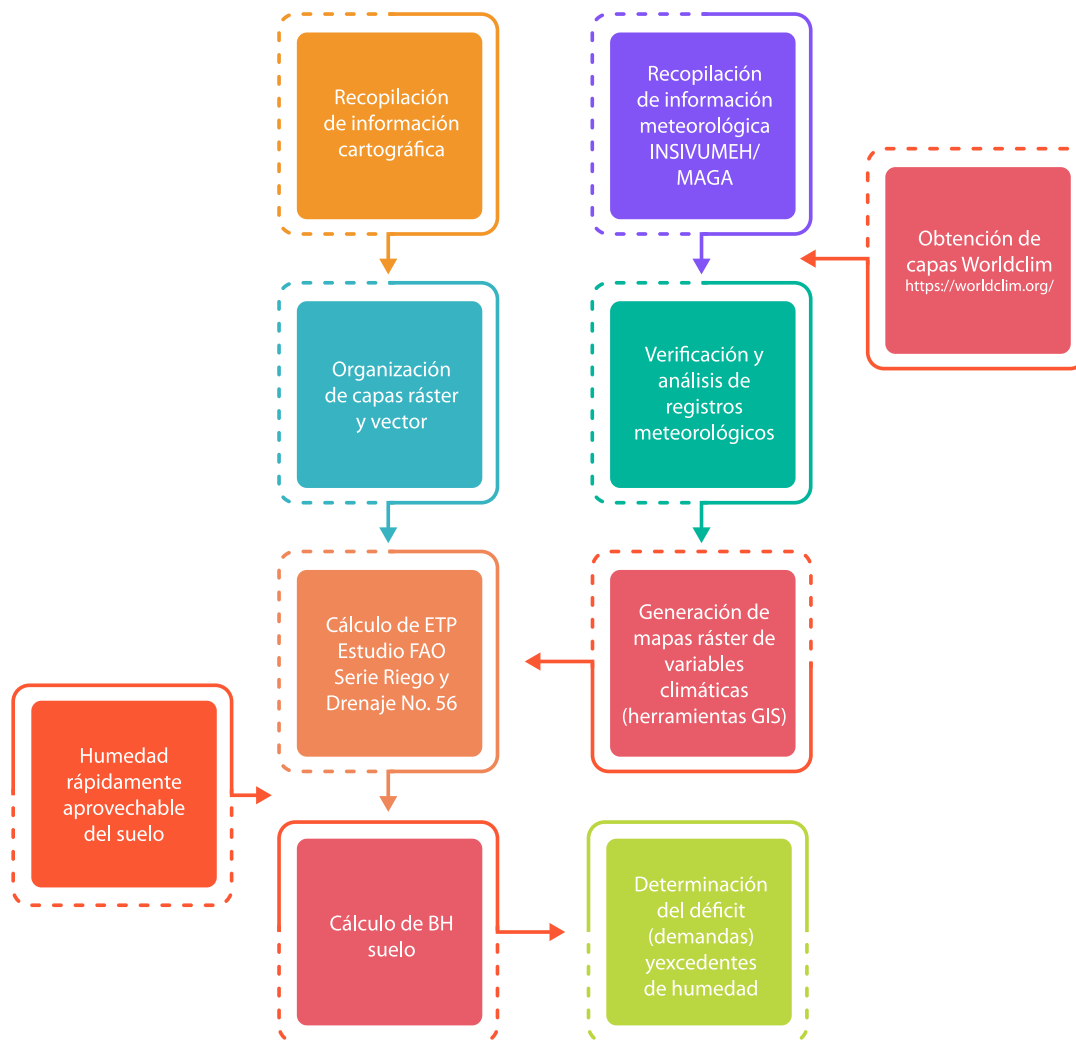 Recopilación
de información
cartográfica
Recopilación
de información
meteorológica
INSIVUMEH/
MAGA
Obtención de
capas Worldclim
https://worldclim.org/
Organización
de capas ráster
y vector
Verificación y
análisis de
registros
meteorológicos
Cálculo de ETP
Estudio FAO
Serie Riego y
Drenaje No. 56
Generación de
mapas ráster de
variables
climáticas
(herramientas GIS)
Humedad
rápidamente
aprovechable
del suelo
Cálculo de BH
suelo
Determinación
del déficit
(demandas)
yexcedentes
de humedad